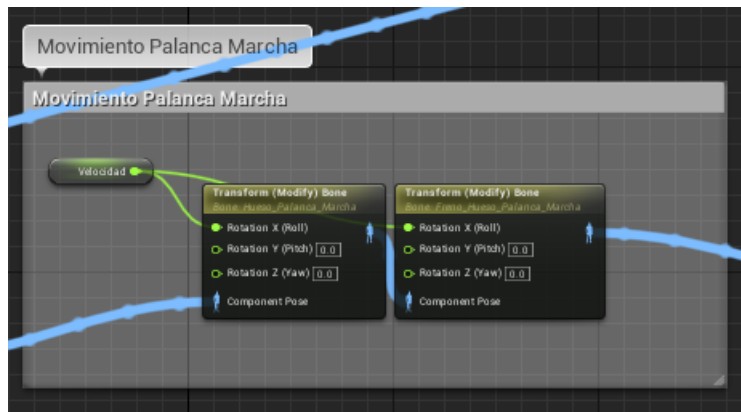 Movimiento Palanca Marcha
Movimiento Palanca Marcha
Velocidad
Transform (Modify) Bone
Bone: Hueso_Palanca_Marcha
Rotation X (Roll)
Rotation Y (Pitch) 0.0
Rotation Z (Yaw) 0.0
Component Pose
Transform (Modify) Bone
Bone: Freno_Hueso_Palanca_Marcha
Rotation X (Roll)
Rotation Y (Pitch) 0.0
Rotation Z (Yaw) 0.0
Component Pose